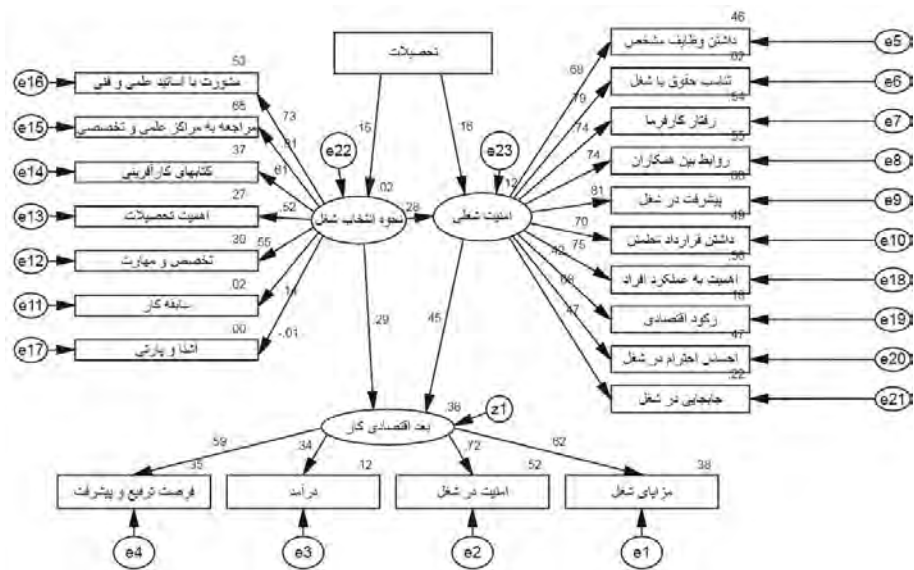 تحصیلات
.46
داشتن وظایف مشخص
e5
.62
تناسب حقوق با شغل
e6
.54
رفتار کارفرما
e7
.55
روابط بین همکاران
e8
پیشرفت در شغل
e9
.49
داشتن قرارداد مطمئن
e10
.56
اهمیت به عملکرد افراد
e18
.18
رکود اقتصادی
e19
.47
احساس احترام در شغل
e20
.22
جابجایی در شغل
e21
.68
.79
.74
.74
.81
.70
.75
.42
.68
.47
.53
مشورت با اساتید علمی و فنی
e16
.65
مراجعه به مراکز علمی و تخصصی
e15
.37
کتابهای کارآفرینی
e14
.27
اهمیت تحصیلات
e13
.30
تخصص و مهارت
e12
.02
سابقه کار
e11
.00
آشنا و پارتی
e17
.73
.81
.61
.52
.55
.14
-.01
.15
.16
e22
e23
.02
نحوه انتخاب شغل
.28
.12
امنیت شغلی
.29
.45
.36
z1
بعد اقتصادی کار
.59
.34
.72
.62
.35
فرصت ترفیع و پیشرفت
.12
درآمد
.52
امنیت در شغل
.38
مزایای شغل
e4
e3
e2
e1